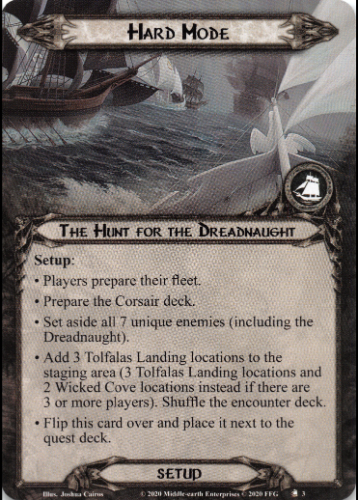 HARD MODE
THE HUNT FOR THE DREADNAUGHT
Setup:
• Players prepare their fleet.
• Prepare the Corsair deck.
• Set aside all 7 unique enemies (including the
Dreadnaught).
• Add 3 Tolfalas Landing locations to the
staging area (3 Tolfalas Landing locations and
2 Wicked Cove locations instead if there are
3 or more players). Shuffle the encounter deck.
• Flip this card over and place it next to the
quest deck.
SETUP
Illus. Joshua Cairos © 2020 Middle-earth Enterprises © 2020 FFG 3